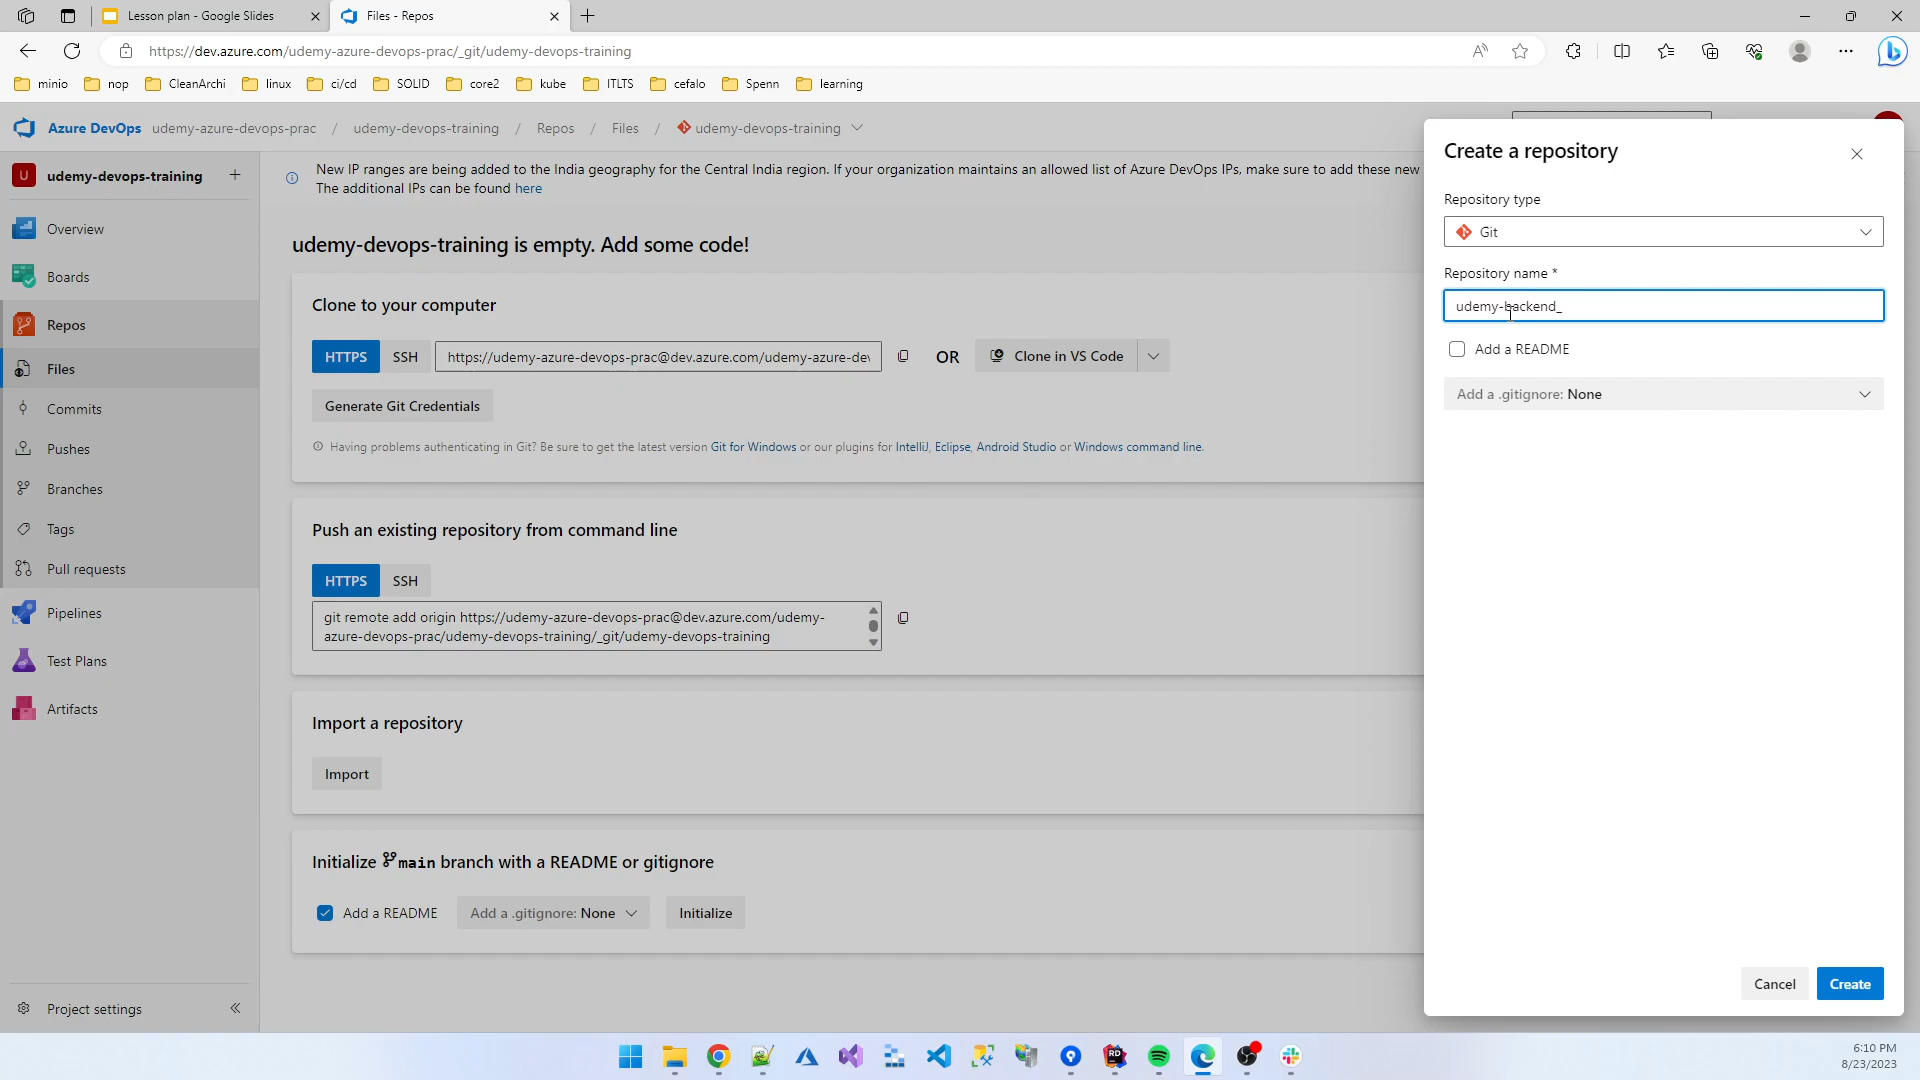 Lesson plan - Google Slides
Files - Repos
https://dev.azure.com/udemy-azure-devops-prac/_git/udemy-devops-training
minio
nop
CleanArchi
linux
ci/cd
SOLID
core2
kube
ITLTS
cefalo
Spenn
learning
Azure DevOps
udemy-azure-devops-prac / udemy-devops-training / Repos / Files / udemy-devops-training
U
udemy-devops-training
Overview
Boards
Repos
Files
Commits
Pushes
Branches
Tags
Pull requests
Pipelines
Test Plans
Artifacts
Project settings
New IP ranges are being added to the India geography for the Central India region. If your organization maintains an allowed list of Azure DevOps IPs, make sure to add these new
The additional IPs can be found here
udemy-devops-training is empty. Add some code!
Clone to your computer
HTTPS
SSH
https://udemy-azure-devops-prac@dev.azure.com/udemy-azure-dev
OR
Clone in VS Code
Generate Git Credentials
Having problems authenticating in Git? Be sure to get the latest version Git for Windows or our plugins for IntelliJ, Eclipse, Android Studio or Windows command line.
Push an existing repository from command line
HTTPS
SSH
git remote add origin https://udemy-azure-devops-prac@dev.azure.com/udemy-
azure-devops-prac/udemy-devops-training/_git/udemy-devops-training
Import a repository
Import
Initialize main branch with a README or gitignore
Add a README
Add a .gitignore: None
Initialize
Create a repository
Repository type
Git
Repository name *
udemy-backend_
Add a README
Add a .gitignore: None
Cancel
Create
RD
6:10 PM
8/23/2023